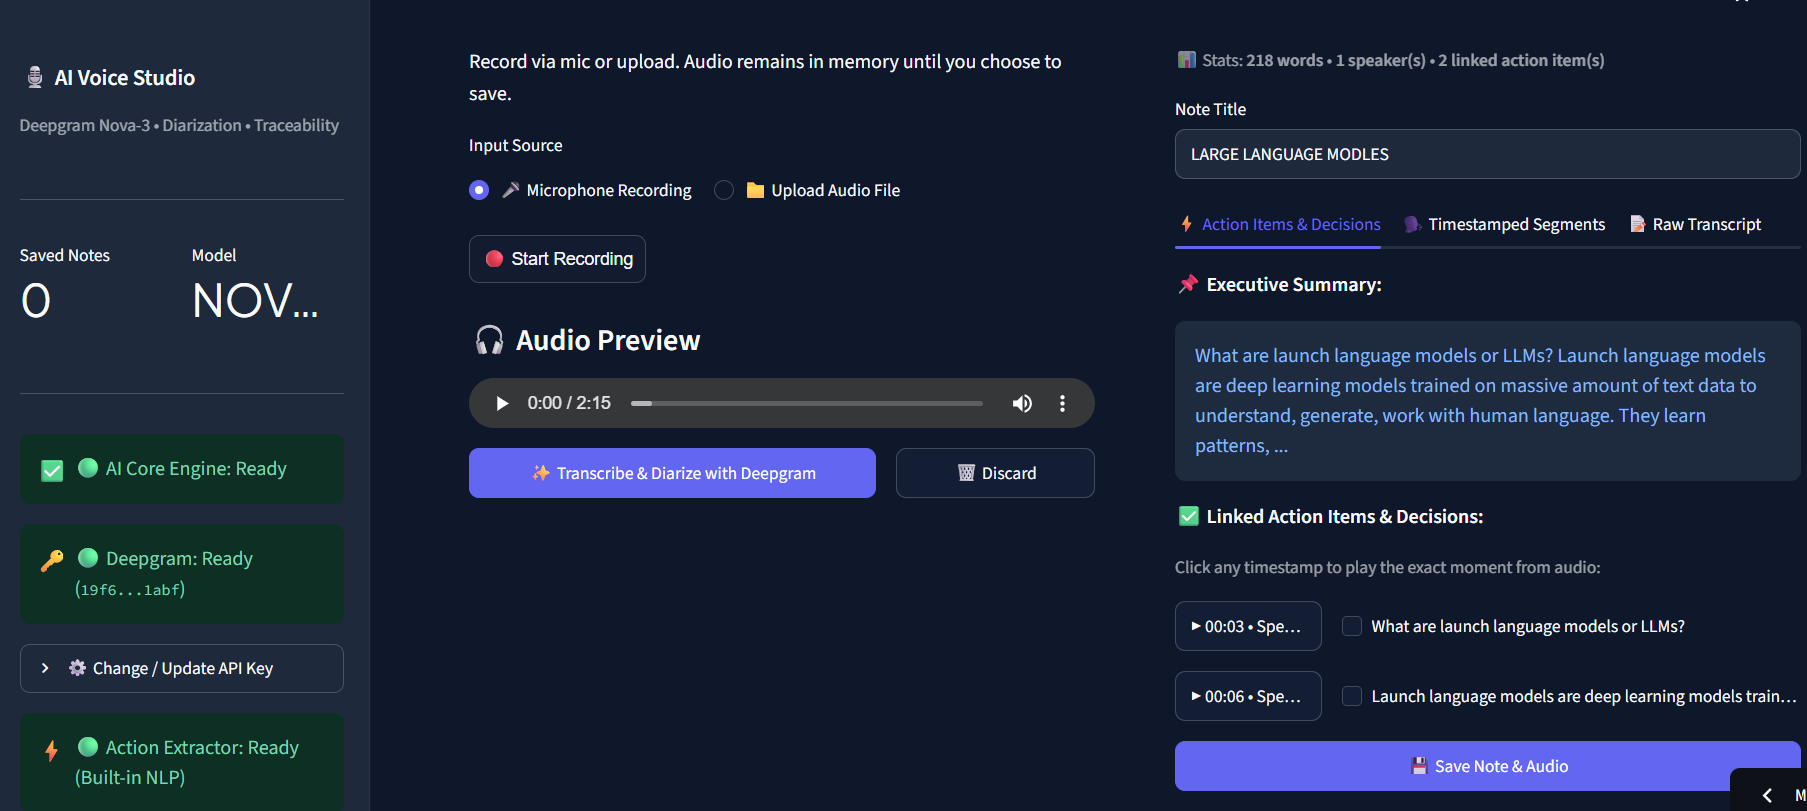 AI Voice Studio
Deepgram Nova-3 • Diarization • Traceability
Saved Notes
0
Model
NOV...
AI Core Engine: Ready
Deepgram: Ready
(19f6...1abf)
Change / Update API Key
Action Extractor: Ready
(Built-in NLP)
Record via mic or upload. Audio remains in memory until you choose to
save.
Input Source
Microphone Recording
Upload Audio File
Start Recording
Audio Preview
0:00 / 2:15
Transcribe & Diarize with Deepgram
Discard
Stats: 218 words • 1 speaker(s) • 2 linked action item(s)
Note Title
LARGE LANGUAGE MODLES
Action Items & Decisions
Timestamped Segments
Raw Transcript
Executive Summary:
What are launch language models or LLMs? Launch language models
are deep learning models trained on massive amount of text data to
understand, generate, work with human language. They learn
patterns, ...
Linked Action Items & Decisions:
Click any timestamp to play the exact moment from audio:
00:03 • Spe...
What are launch language models or LLMs?
00:06 • Spe...
Launch language models are deep learning models train...
Save Note & Audio